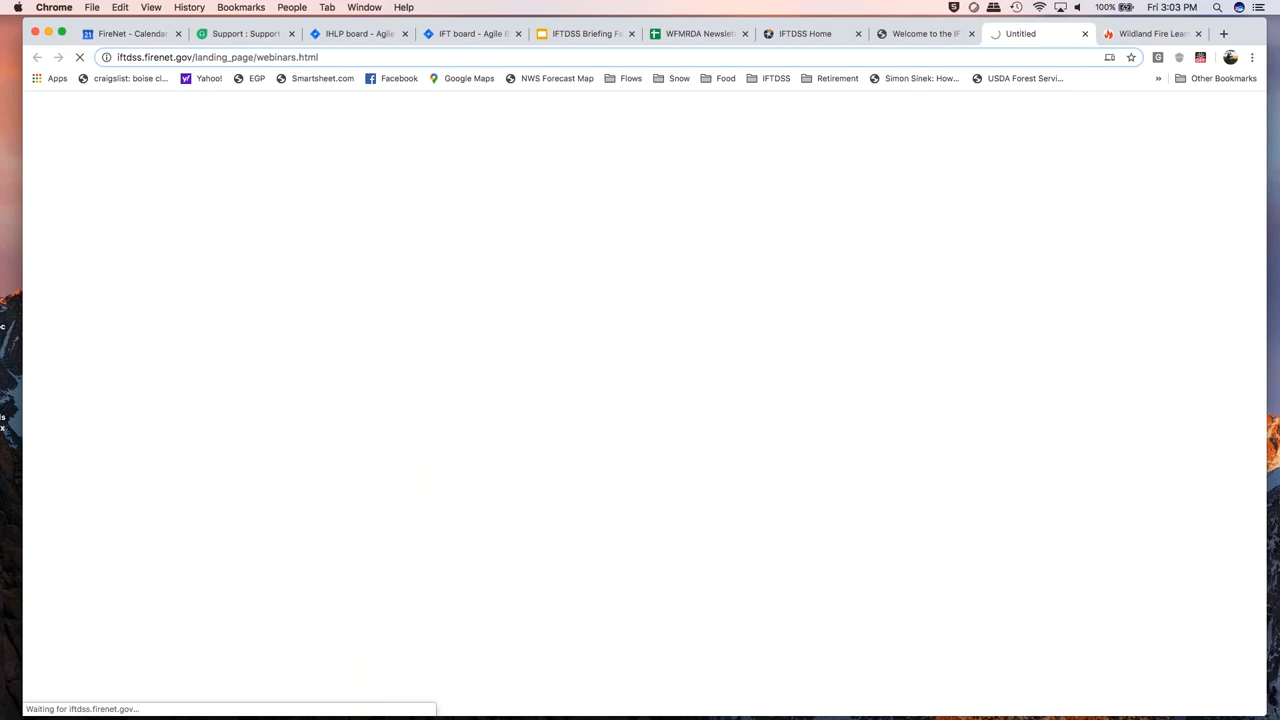 Chrome File Edit View History Bookmarks People Tab Window Help 100% Fri 3:03 PM
21 FireNet - Calenda Support : Support IHLP board - Agile IFT board - Agile B IFTDSS Briefing Fe WFMRDA Newslett IFTDSS Home Welcome to the IF Untitled Wildland Fire Lear
iftdss.firenet.gov/landing_page/webinars.html
Apps craigslist: boise cl... Yahoo! EGP Smartsheet.com Facebook Google Maps NWS Forecast Map Flows Snow Food IFTDSS Retirement Simon Sinek: How... USDA Forest Servi... » Other Bookmarks
Waiting for iftdss.firenet.gov...